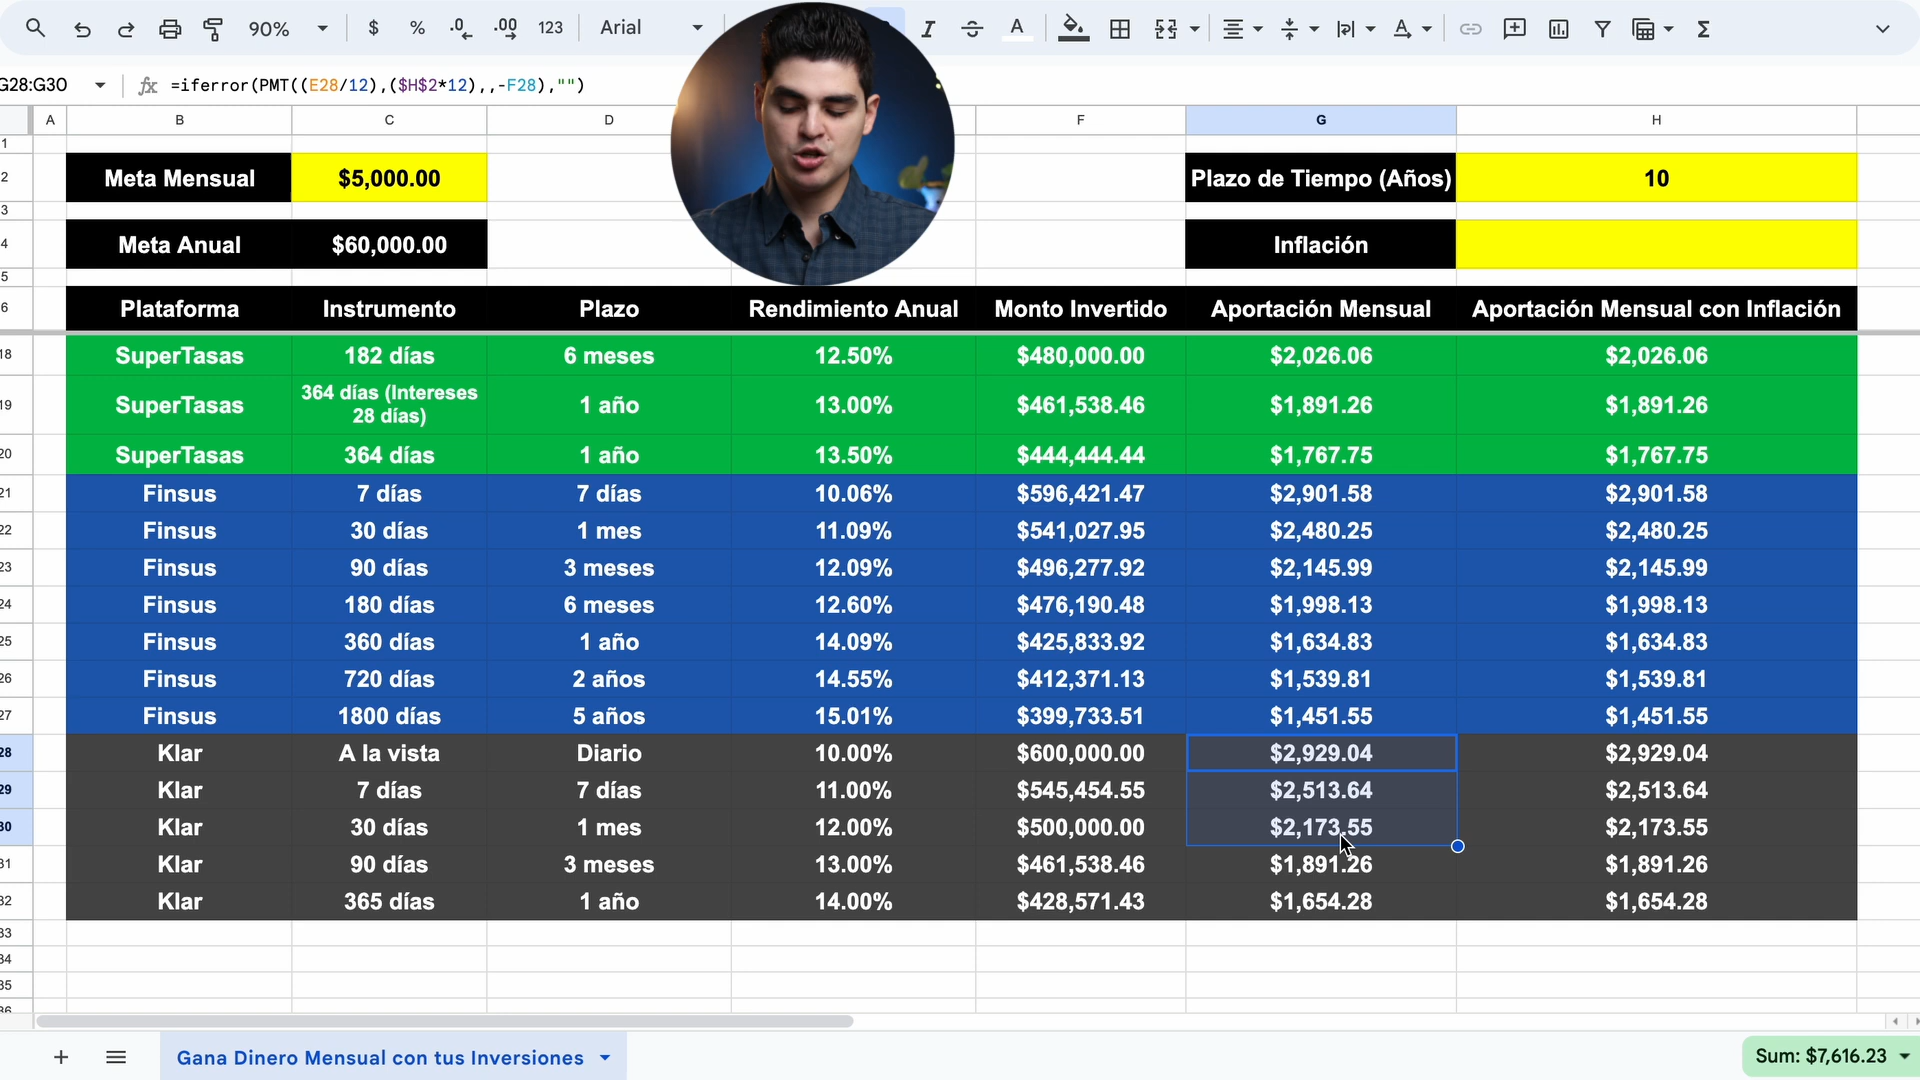 90% $ % .0 .00 123 Arial
G28:G30 fx =iferror(PMT((E28/12),($H$2*12),,-F28),"")
A B C D F G H
1
2 Meta Mensual $5,000.00 Plazo de Tiempo (Años) 10
3
4 Meta Anual $60,000.00 Inflación
5
6 Plataforma Instrumento Plazo Rendimiento Anual Monto Invertido Aportación Mensual Aportación Mensual con Inflación
18 SuperTasas 182 días 6 meses 12.50% $480,000.00 $2,026.06 $2,026.06
19 SuperTasas 364 días (Intereses 28 días) 1 año 13.00% $461,538.46 $1,891.26 $1,891.26
20 SuperTasas 364 días 1 año 13.50% $444,444.44 $1,767.75 $1,767.75
21 Finsus 7 días 7 días 10.06% $596,421.47 $2,901.58 $2,901.58
22 Finsus 30 días 1 mes 11.09% $541,027.95 $2,480.25 $2,480.25
23 Finsus 90 días 3 meses 12.09% $496,277.92 $2,145.99 $2,145.99
24 Finsus 180 días 6 meses 12.60% $476,190.48 $1,998.13 $1,998.13
25 Finsus 360 días 1 año 14.09% $425,833.92 $1,634.83 $1,634.83
26 Finsus 720 días 2 años 14.55% $412,371.13 $1,539.81 $1,539.81
27 Finsus 1800 días 5 años 15.01% $399,733.51 $1,451.55 $1,451.55
28 Klar A la vista Diario 10.00% $600,000.00 $2,929.04 $2,929.04
29 Klar 7 días 7 días 11.00% $545,454.55 $2,513.64 $2,513.64
30 Klar 30 días 1 mes 12.00% $500,000.00 $2,173.55 $2,173.55
31 Klar 90 días 3 meses 13.00% $461,538.46 $1,891.26 $1,891.26
32 Klar 365 días 1 año 14.00% $428,571.43 $1,654.28 $1,654.28
33
34
35
36
Gana Dinero Mensual con tus Inversiones Sum: $7,616.23